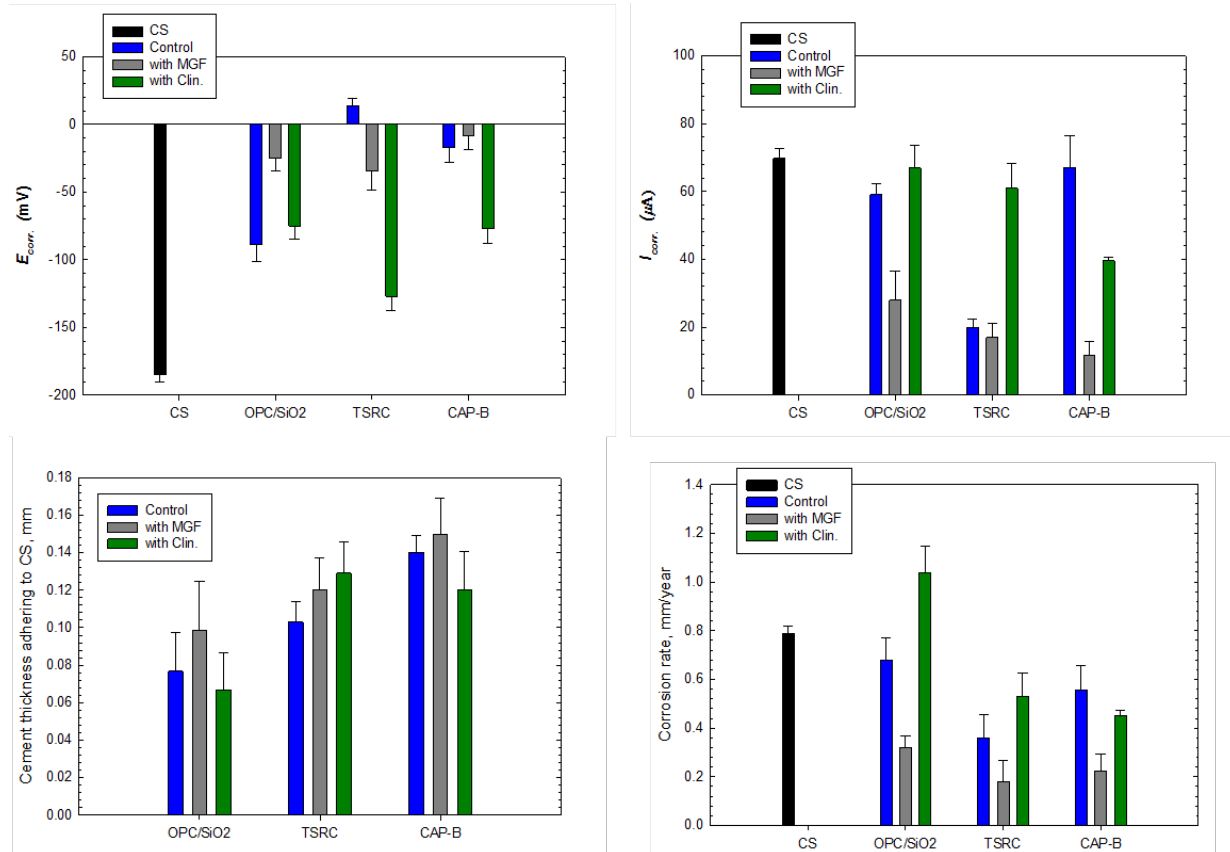 CS
Control
with MGF
with Clin.
50
0
-50
-100
-150
-200
E corr. (mV)
CS OPC/SiO2 TSRC CAP-B
CS
Control
with MGF
with Clin.
100
80
60
40
20
0
I corr. (μA)
CS OPC/SiO2 TSRC CAP-B
Control
with MGF
with Clin.
0.18
0.16
0.14
0.12
0.10
0.08
0.06
0.04
0.02
0.00
Cement thickness adhering to CS, mm
OPC/SiO2 TSRC CAP-B
CS
Control
with MGF
with Clin.
1.4
1.2
1.0
0.8
0.6
0.4
0.2
0.0
Corrosion rate, mm/year
CS OPC/SiO2 TSRC CAP-B